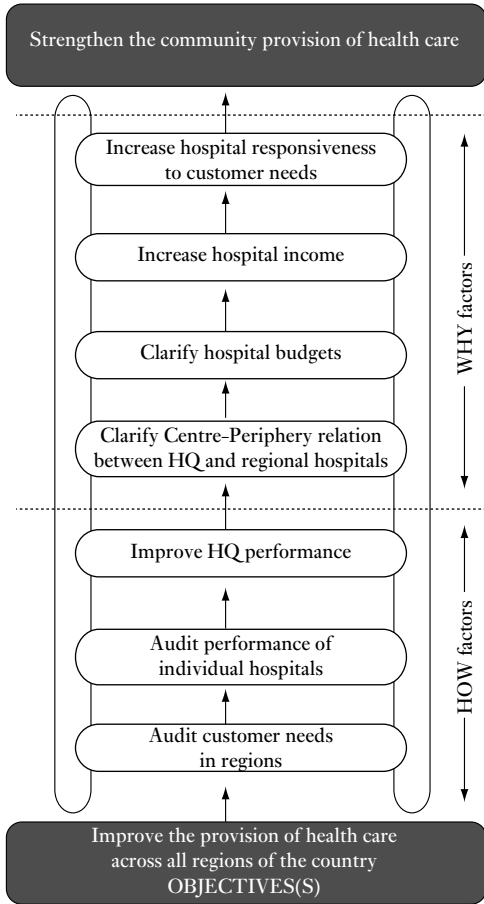 Strengthen the community provision of health care
Increase hospital responsiveness
to customer needs
Increase hospital income
Clarify hospital budgets
WHY factors
Clarify Centre-Periphery relation
between HQ and regional hospitals
Improve HQ performance
Audit performance of
individual hospitals
HOW factors
Audit customer needs
in regions
Improve the provision of health care
across all regions of the country
OBJECTIVES(S)